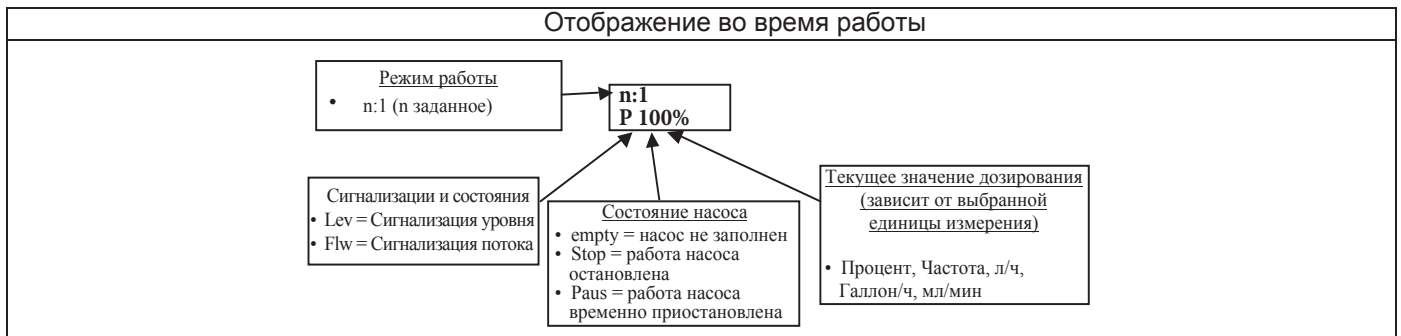 Отображение во время работы
Режим работы
• n:1 (n заданное)
n:1
P 100%
Сигнализации и состояния
• Lev = Сигнализация уровня
• Flw = Сигнализация потока
Состояние насоса
• empty = насос не заполнен
• Stop = работа насоса
остановлена
• Paus = работа насоса
временно приостановлена
Текущее значение дозирования
(зависит от выбранной
единицы измерения)
• Процент, Частота, л/ч,
Галлон/ч, мл/мин